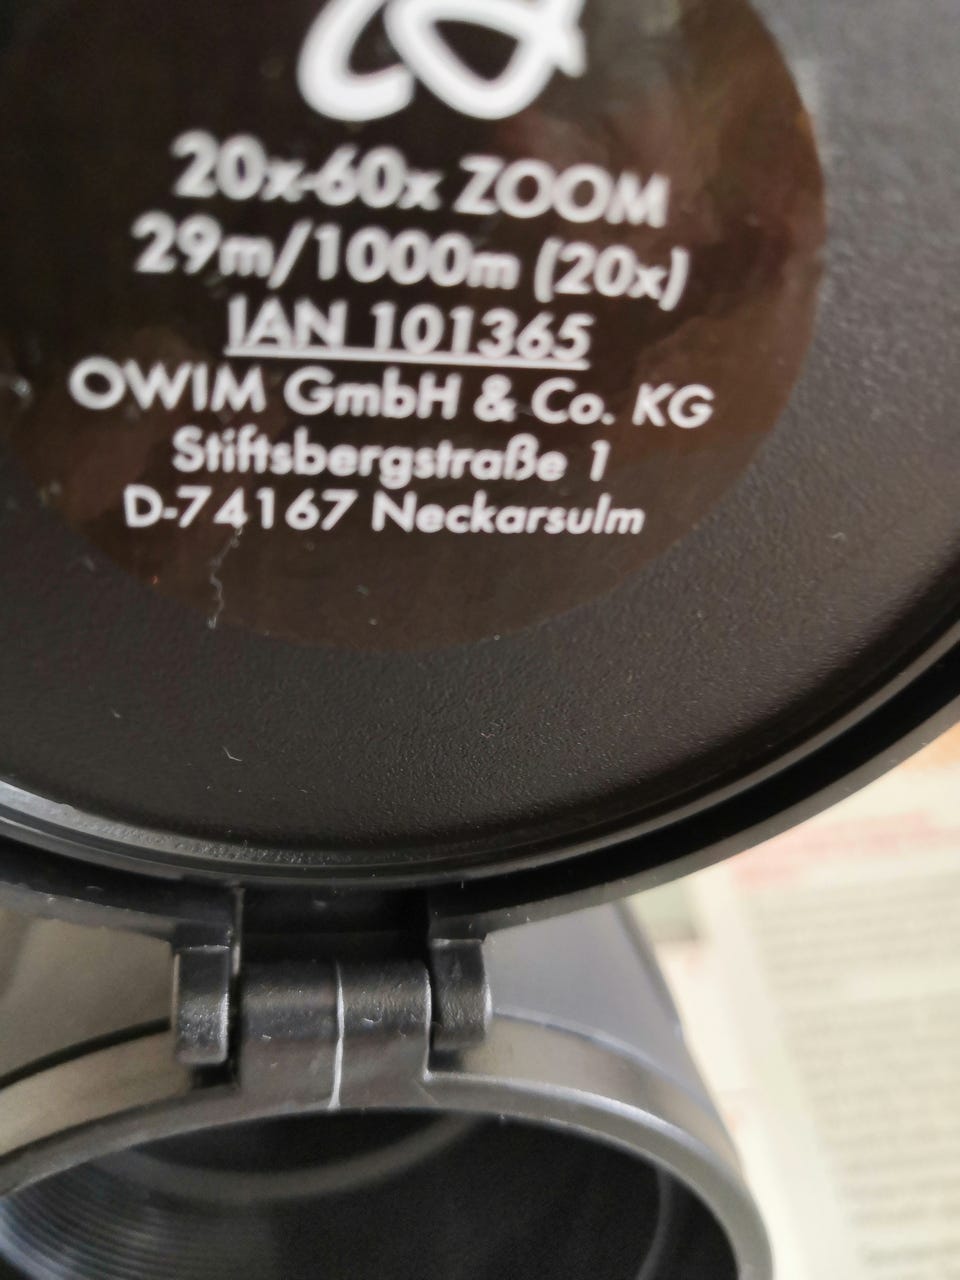 20x-60x ZOOM
29m/1000m (20x)
IAN 101365
OWIM GmbH & Co. KG
Stiftsbergstraße 1
D-74167 Neckarsulm